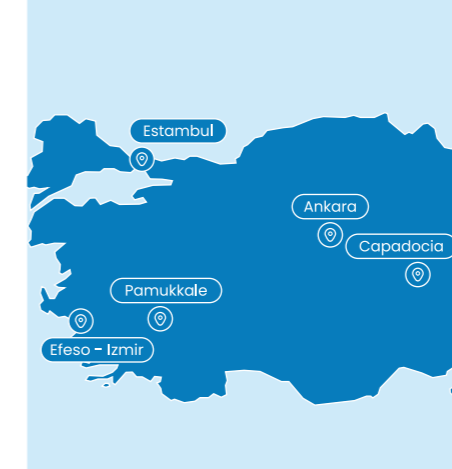 Estambul
Ankara
Capadocia
Pamukkale
Efeso - Izmir